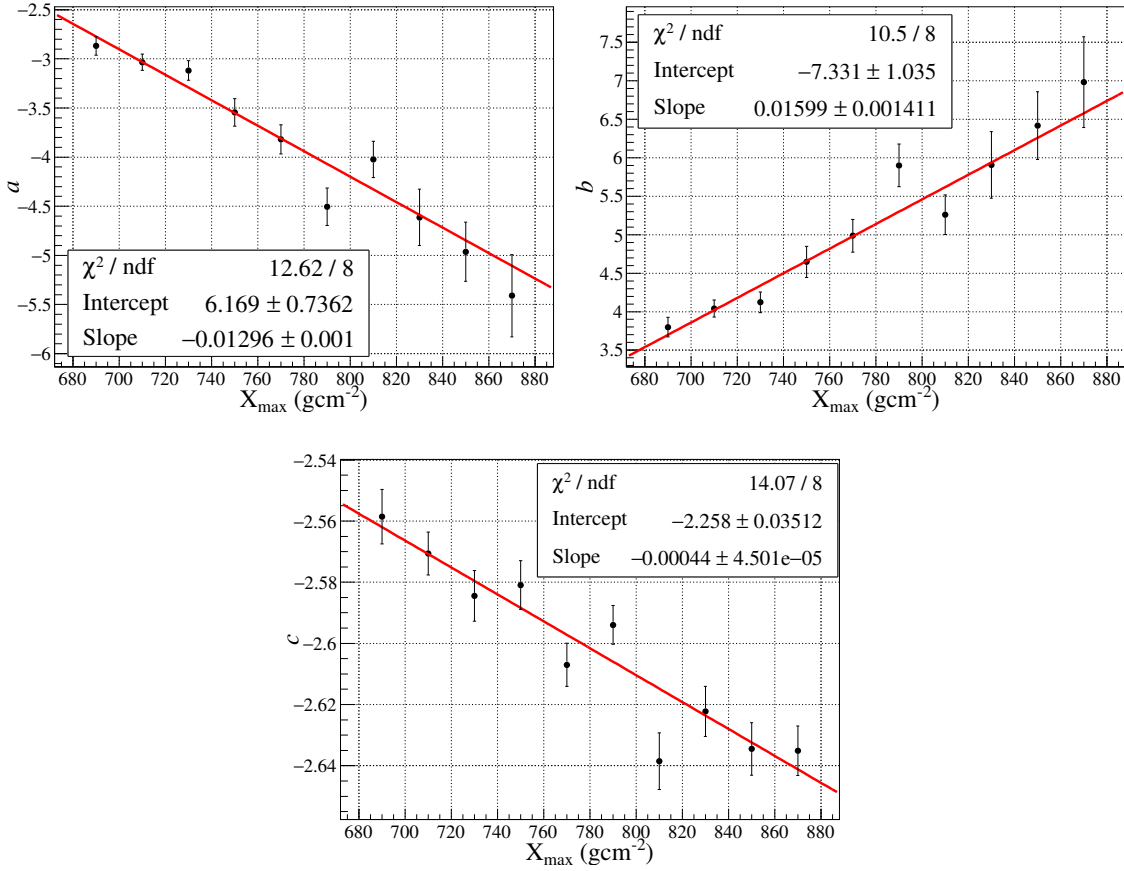 −2.5
−3
−3.5
−4
−4.5
−5
−5.5
−6
a
χ² / ndf 12.62 / 8
Intercept 6.169 ± 0.7362
Slope −0.01296 ± 0.001
680 700 720 740 760 780 800 820 840 860 880
X_max (gcm⁻²)
7.5
7
6.5
6
5.5
5
4.5
4
3.5
b
χ² / ndf 10.5 / 8
Intercept −7.331 ± 1.035
Slope 0.01599 ± 0.001411
680 700 720 740 760 780 800 820 840 860 880
X_max (gcm⁻²)
−2.54
−2.56
−2.58
−2.6
−2.62
−2.64
c
χ² / ndf 14.07 / 8
Intercept −2.258 ± 0.03512
Slope −0.00044 ± 4.501e−05
680 700 720 740 760 780 800 820 840 860 880
X_max (gcm⁻²)